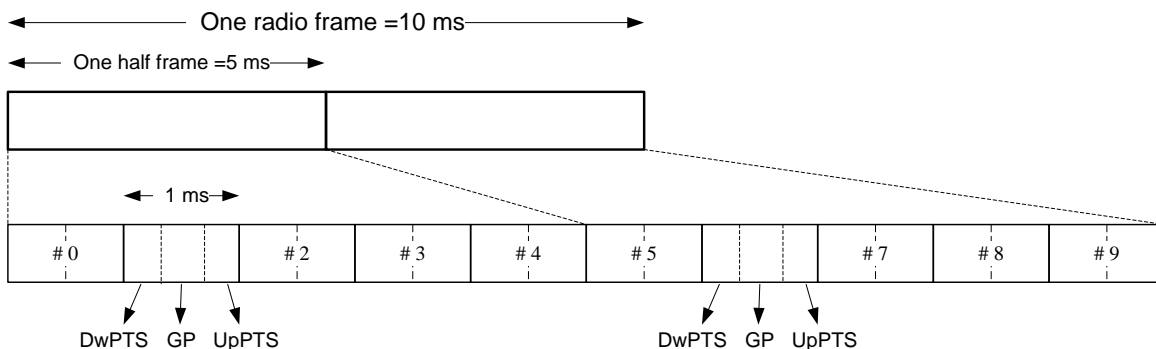 One radio frame =10 ms
One half frame =5 ms
1 ms
#0 #2 #3 #4 #5 #7 #8 #9
DwPTS GP UpPTS DwPTS GP UpPTS